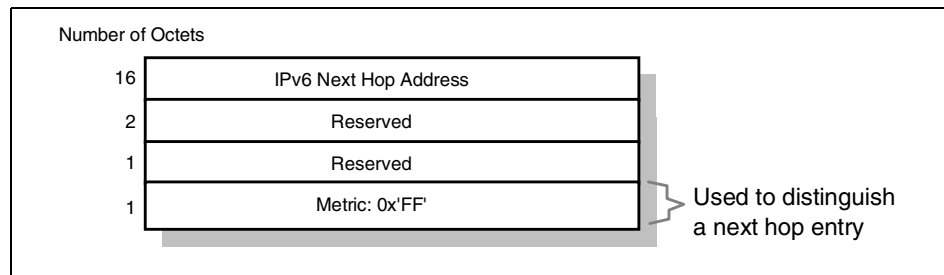 Number of Octets
16 IPv6 Next Hop Address
2 Reserved
1 Reserved
1 Metric: 0x'FF'
Used to distinguish
a next hop entry